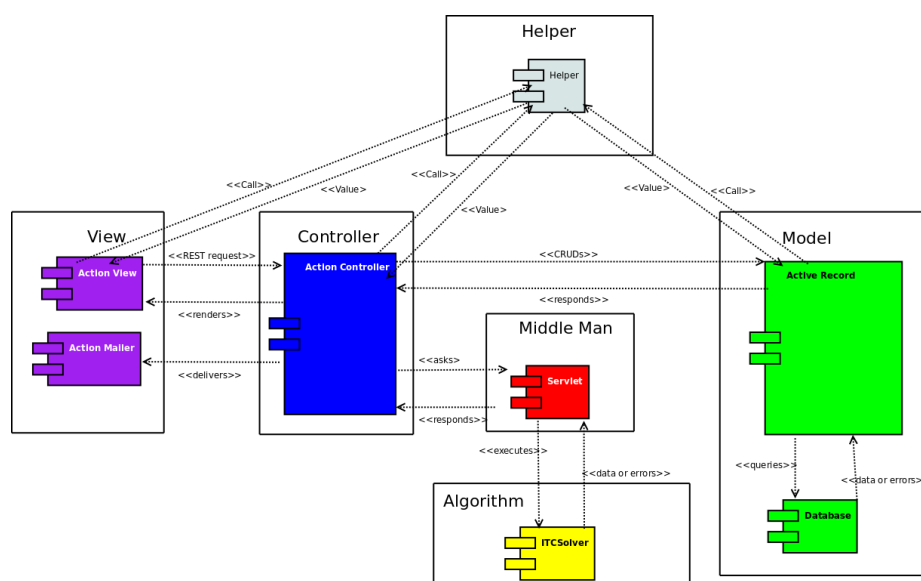 Helper
Helper
<<Call>>
<<Value>
<<Call>>
<<Value>
<<Value>
<<Call>>
View
Action View
<<REST request>>
<<renders>>
Action Mailer
<<delivers>>
Controller
Action Controller
<<CRUDs>>
<<responds>>
Model
Active Record
Middle Man
<<asks>
Servlet
<<responds>>
<<executes>>
<<data or errors>>
<<queries>>
<<data or errors>
Database
Algorithm
ITCSolver